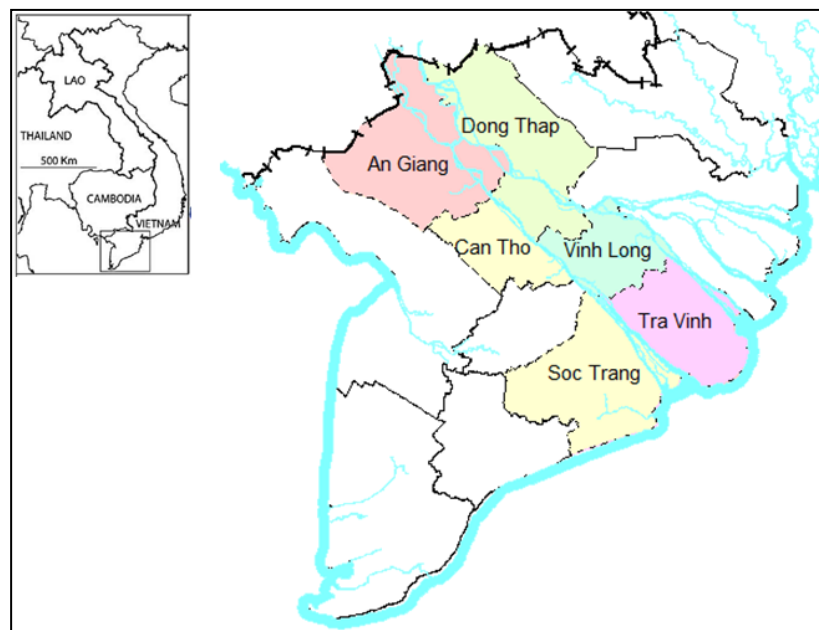 LAO
THAILAND
500 Km
CAMBODIA
VIETNAM
Dong Thap
An Giang
Can Tho
Vinh Long
Tra Vinh
Soc Trang